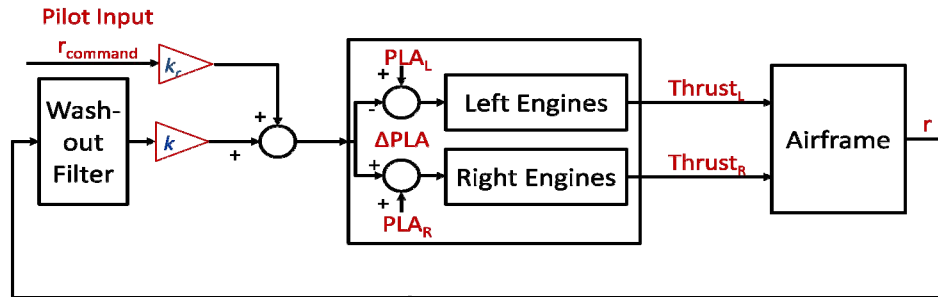 Pilot Input
r_command
k_r
Wash-
out
Filter
k
+
+
PLA_L
+
-
ΔPLA
+
+
PLA_R
Left Engines
Right Engines
Thrust_L
Thrust_R
Airframe
r